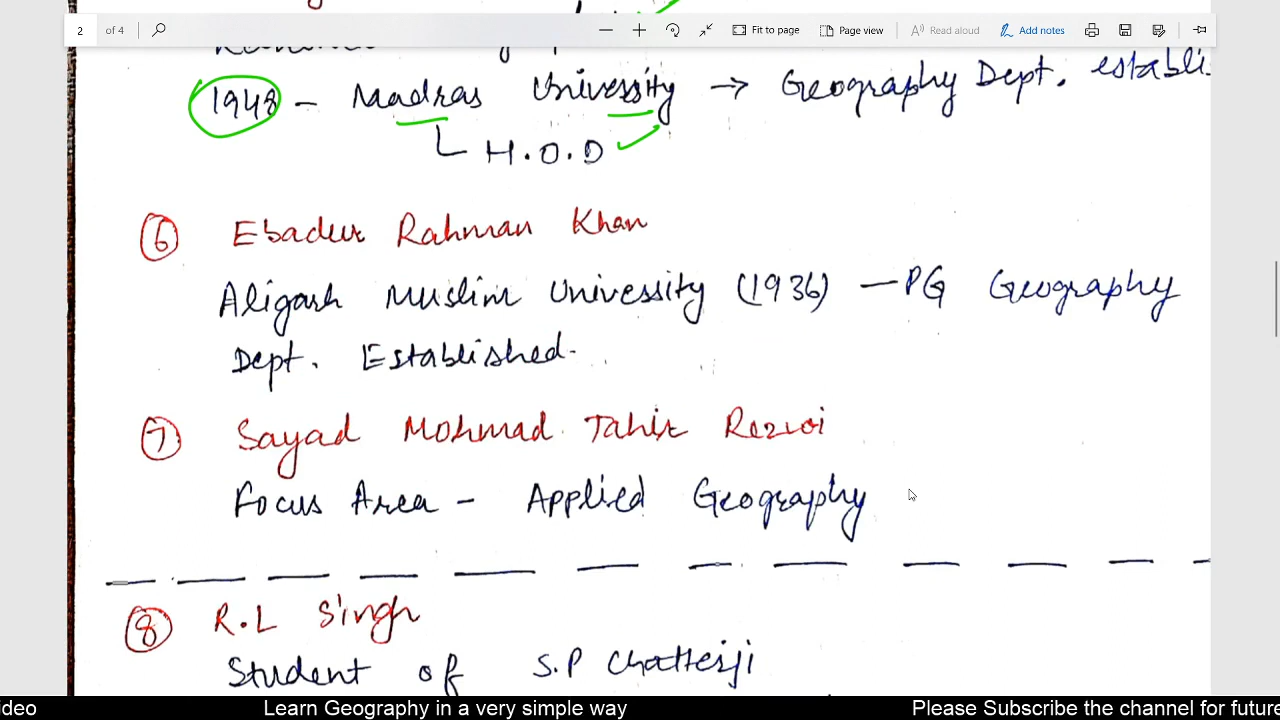 2 of 4 Fit to page Page view Read aloud Add notes
1948 - Madras University → Geography Dept. establi
H.O.D
6 Ebadur Rahman Khan
Aligarh Muslim University (1936) - PG Geography
Dept. Established.
7 Sayad Mohmad Tahir Rezvi
Focus Area - Applied Geography
8 R.L Singh
Student of S.P Chatterji
ideo Learn Geography in a very simple way Please Subscribe the channel for future